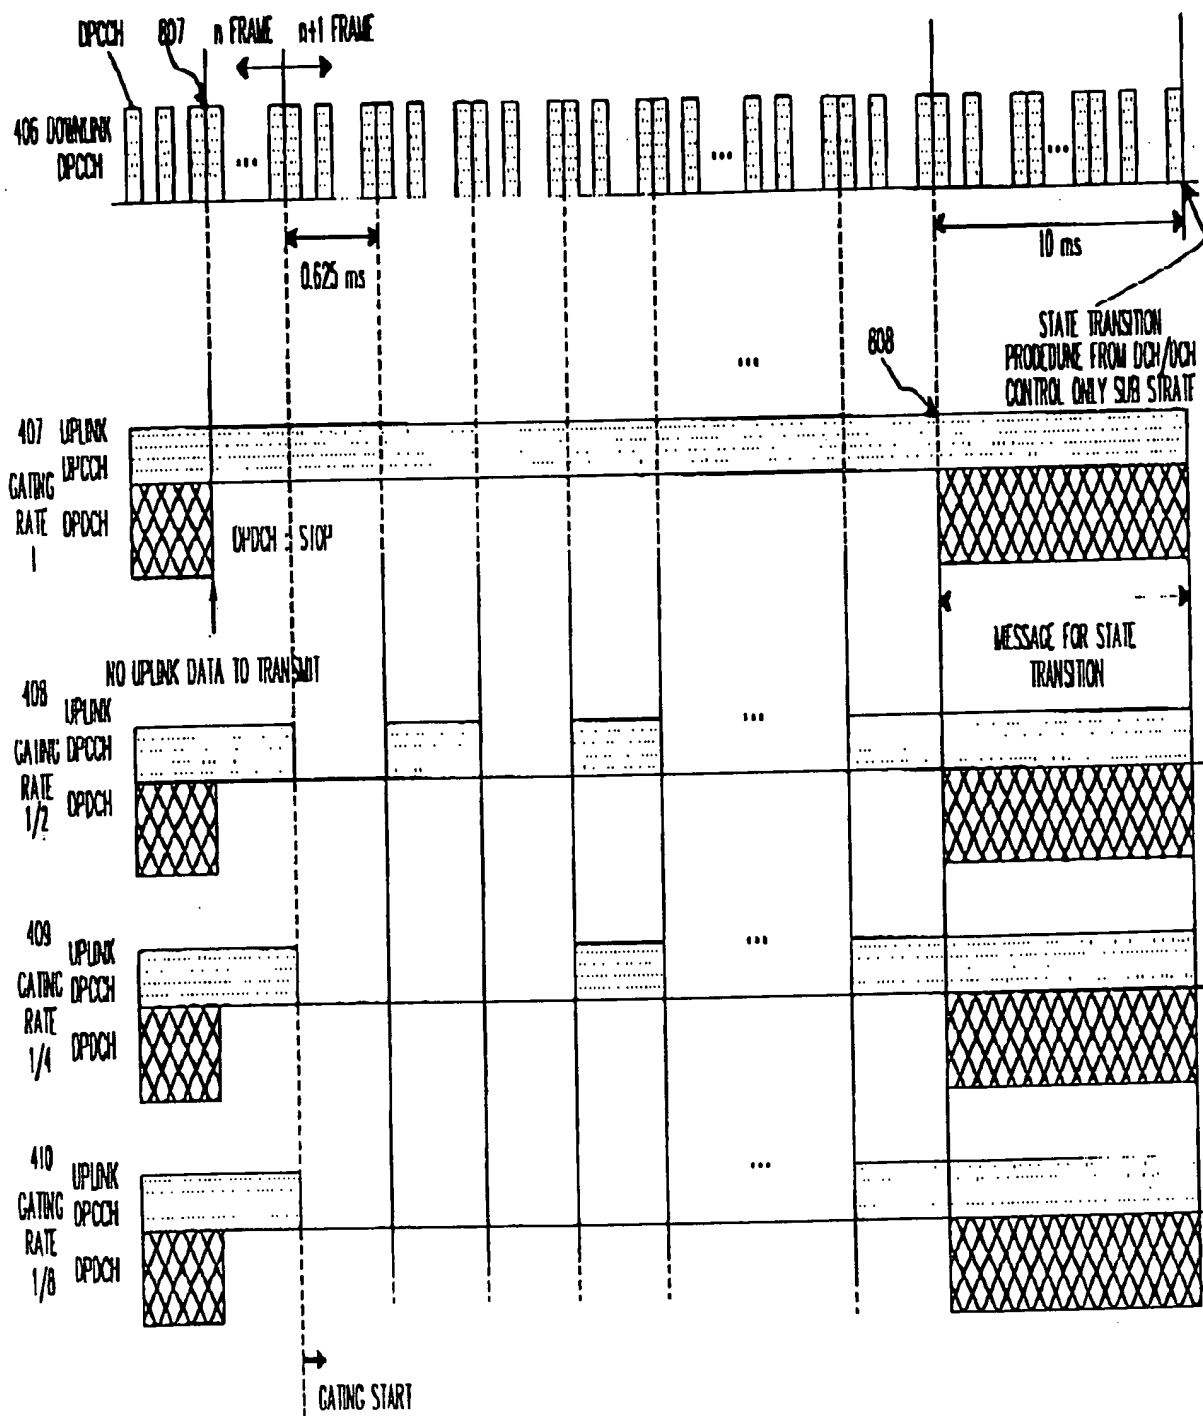 DPCCH
807
n FRAME
n+1 FRAME
406 DOWNLINK
DPCCH
...
...
...
0.625 ms
10 ms
STATE TRANSITION
PRODEDUNE FROM DCH/DCH
CONTROL ONLY SUB STRATE
...
808
407 UPLINK
DPCCH
GATING
RATE DPDCH
1
DPDCH - STOP
NO UPLINK DATA TO TRANSMIT
MESSAGE FOR STATE
TRANSITION
408 UPLINK
GATING DPCCH
RATE DPDCH
1/2
...
409 UPLINK
GATING DPCCH
RATE
1/4 DPDCH
...
410 UPLINK
GATING DPCCH
RATE
1/8 DPDCH
...
GATING START